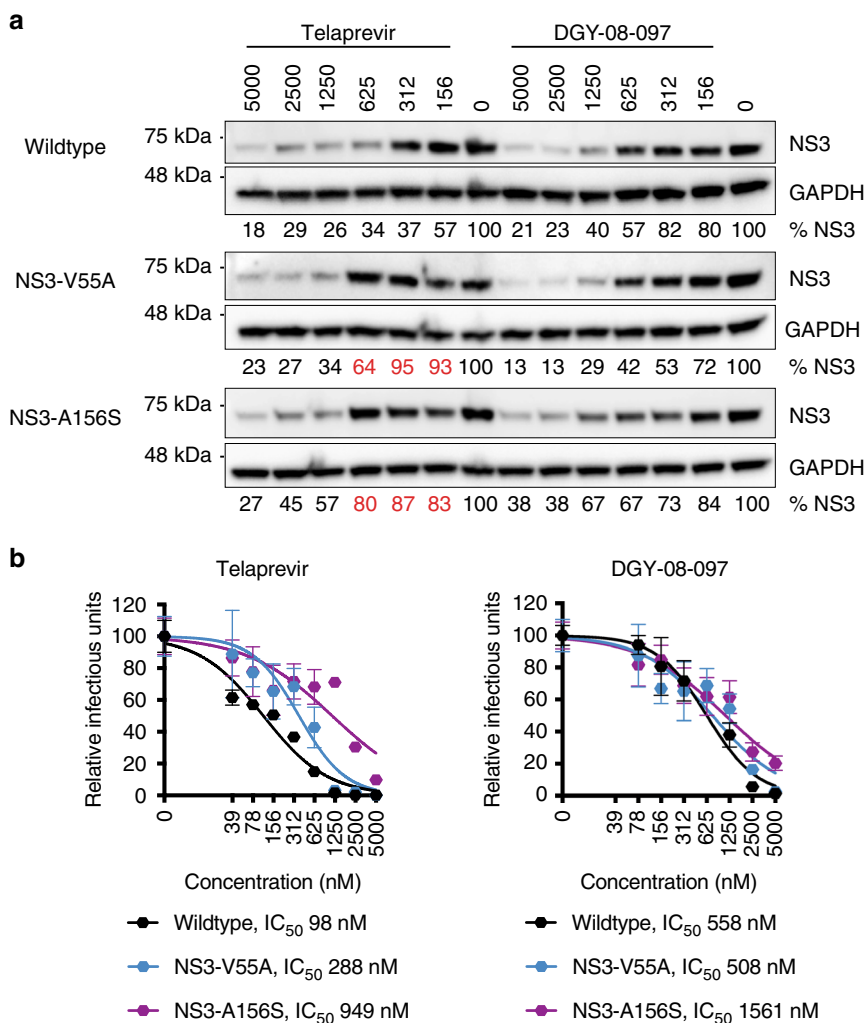 a
Telaprevir DGY-08-097
5000 2500 1250 625 312 156 0 5000 2500 1250 625 312 156 0
Wildtype 75 kDa NS3
48 kDa GAPDH
18 29 26 34 37 57 100 21 23 40 57 82 80 100 % NS3
NS3-V55A 75 kDa NS3
48 kDa GAPDH
23 27 34 64 95 93 100 13 13 29 42 53 72 100 % NS3
NS3-A156S 75 kDa NS3
48 kDa GAPDH
27 45 57 80 87 83 100 38 38 67 67 73 84 100 % NS3
b
Telaprevir
Relative infectious units
120
100
80
60
40
20
0
0 39 78 156 312 625 1250 2500 5000
Concentration (nM)
Wildtype, IC50 98 nM
NS3-V55A, IC50 288 nM
NS3-A156S, IC50 949 nM
DGY-08-097
Relative infectious units
120
100
80
60
40
20
0
0 39 78 156 312 625 1250 2500 5000
Concentration (nM)
Wildtype, IC50 558 nM
NS3-V55A, IC50 508 nM
NS3-A156S, IC50 1561 nM